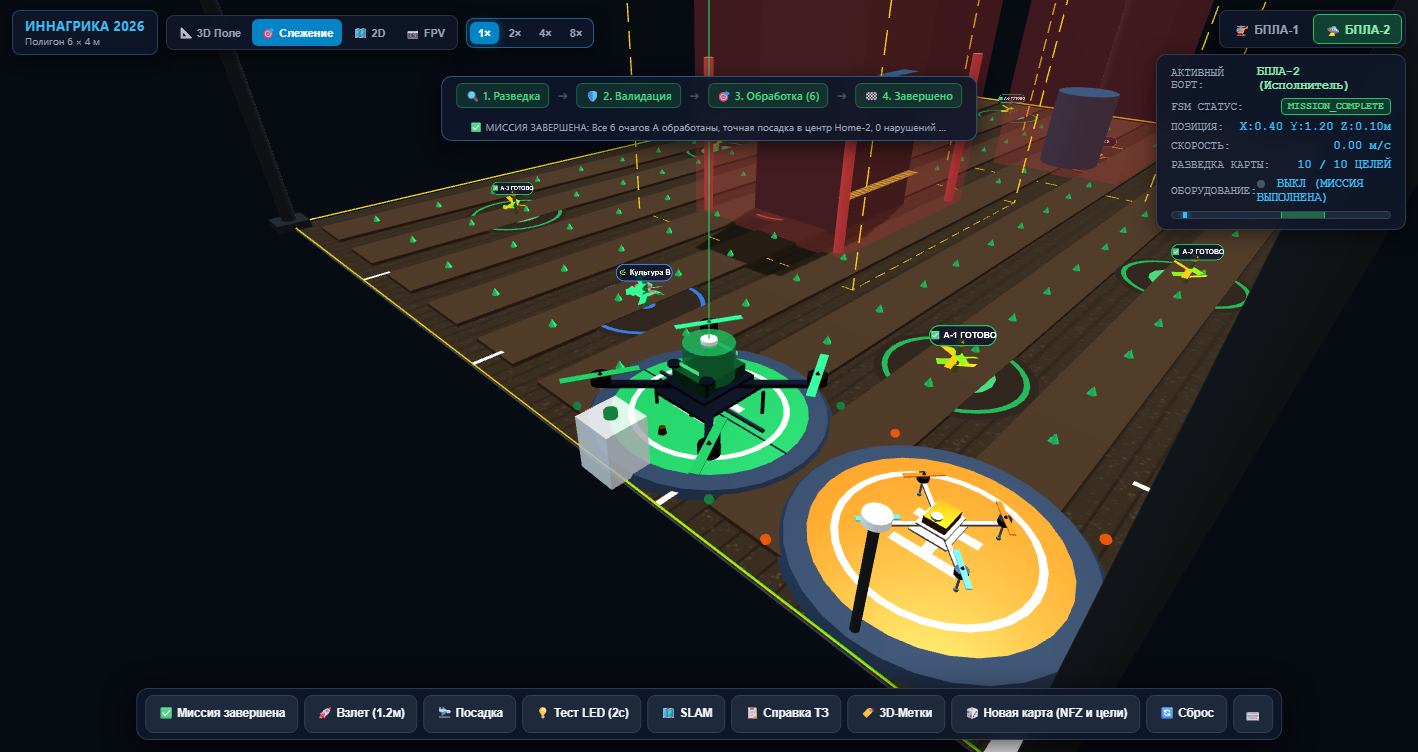 ИННАГРИКА 2026
Полигон 6 × 4 м
3D Поле
Слежение
2D
FPV
1×
2×
4×
8×
БПЛА-1
БПЛА-2
1. Разведка → 2. Валидация → 3. Обработка (6) → 4. Завершено
МИССИЯ ЗАВЕРШЕНА: Все 6 очагов А обработаны, точная посадка в центр Home-2, 0 нарушений ...
АКТИВНЫЙ БОРТ:
БПЛА-2 (Исполнитель)
FSM СТАТУС: MISSION_COMPLETE
ПОЗИЦИЯ: X:0.40 Y:1.20 Z:0.10м
СКОРОСТЬ: 0.00 м/с
РАЗВЕДКА КАРТЫ: 10 / 10 ЦЕЛЕЙ
ОБОРУДОВАНИЕ: ВЫКЛ (МИССИЯ ВЫПОЛНЕНА)
А-3 ГОТОВО
Культура В
А-2 ГОТОВО
А-1 ГОТОВО
Миссия завершена
Взлет (1.2м)
Посадка
Тест LED (2с)
SLAM
Справка ТЗ
3D-Метки
Новая карта (NFZ и цели)
Сброс